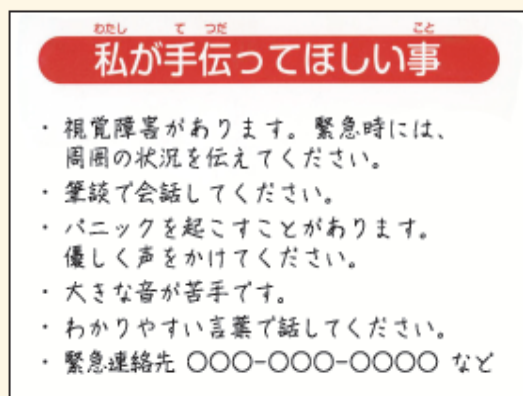 わたし て つだ こと
私が手伝ってほしい事
・視覚障害があります。緊急時には、
周囲の状況を伝えてください。
・筆談で会話してください。
・パニックを起こすことがあります。
優しく声をかけてください。
・大きな音が苦手です。
・わかりやすい言葉で話してください。
・緊急連絡先 〇〇〇-〇〇〇-〇〇〇〇 など